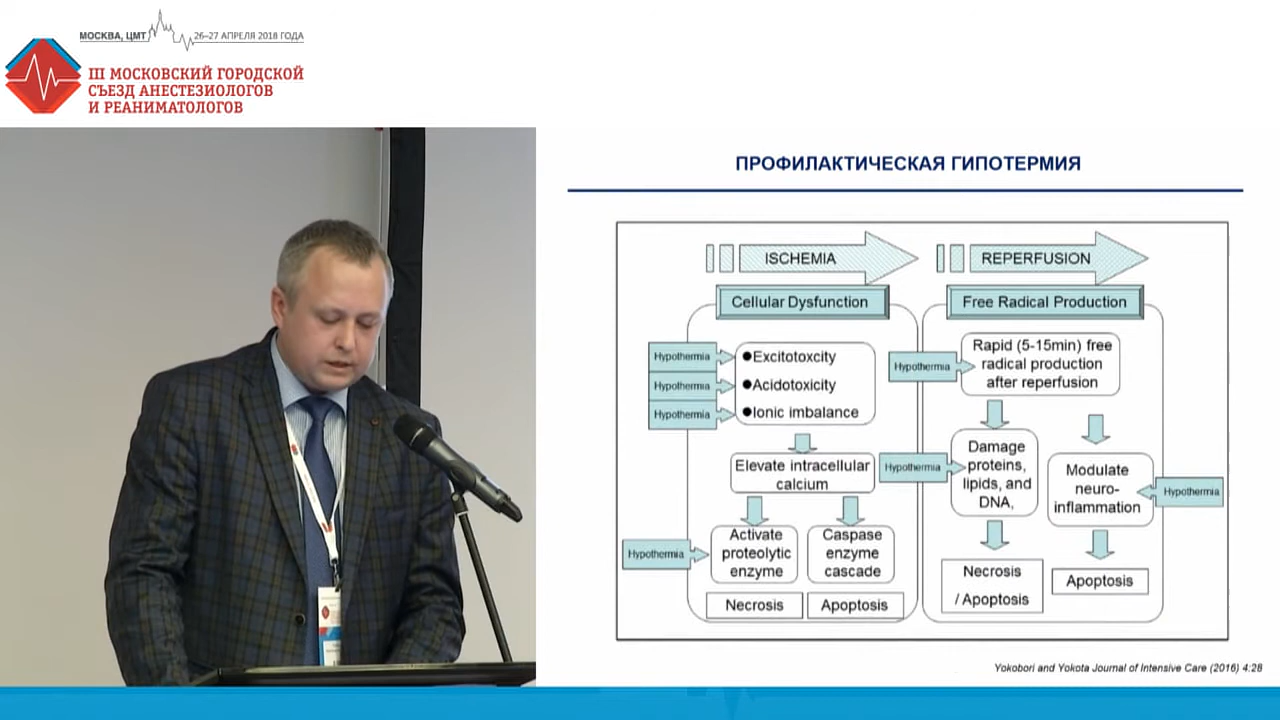 МОСКВА, ЦМТ
26–27 АПРЕЛЯ 2018 ГОДА
III МОСКОВСКИЙ ГОРОДСКОЙ
СЪЕЗД АНЕСТЕЗИОЛОГОВ
И РЕАНИМАТОЛОГОВ
ПРОФИЛАКТИЧЕСКАЯ ГИПОТЕРМИЯ
ISCHEMIA
Cellular Dysfunction
Hypothermia
Hypothermia
Hypothermia
●Excitotoxcity
●Acidotoxicity
●Ionic imbalance
Elevate intracellular
calcium
Hypothermia
Activate
proteolytic
enzyme
Caspase
enzyme
cascade
Necrosis
Apoptosis
REPERFUSION
Free Radical Production
Hypothermia
Rapid (5-15min) free
radical production
after reperfusion
Hypothermia
Damage
proteins,
lipids, and
DNA,
Modulate
neuro-
inflammation
Hypothermia
Necrosis
/ Apoptosis
Apoptosis
Yokobori and Yokota Journal of Intensive Care (2016) 4:28